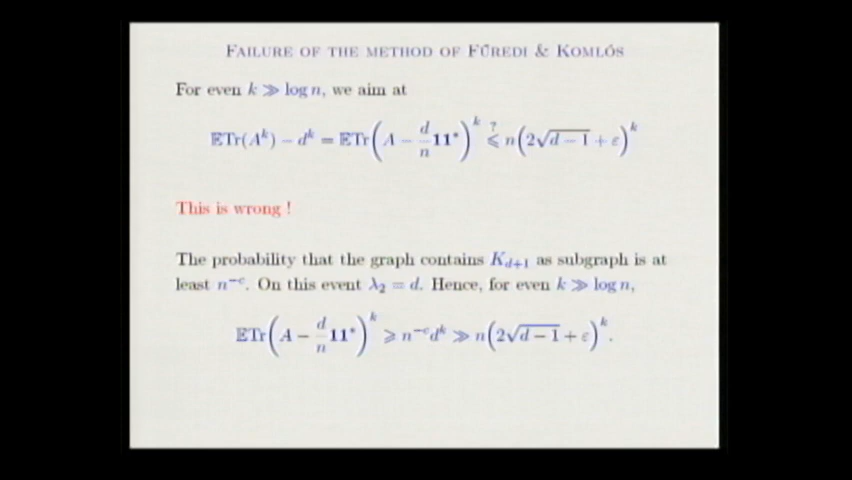 FAILURE OF THE METHOD OF FÜREDI & KOMLÓS
For even k ≫ log n, we aim at
𝔼Tr(A^k) − d^k = 𝔼Tr(A − d/n 11*)^k ≤? n(2√(d − 1) + ε)^k
This is wrong !
The probability that the graph contains K_{d+1} as subgraph is at
least n^{−c}. On this event λ₂ = d. Hence, for even k ≫ log n,
𝔼Tr(A − d/n 11*)^k ⩾ n^{−c}d^k ≫ n(2√(d − 1) + ε)^k.